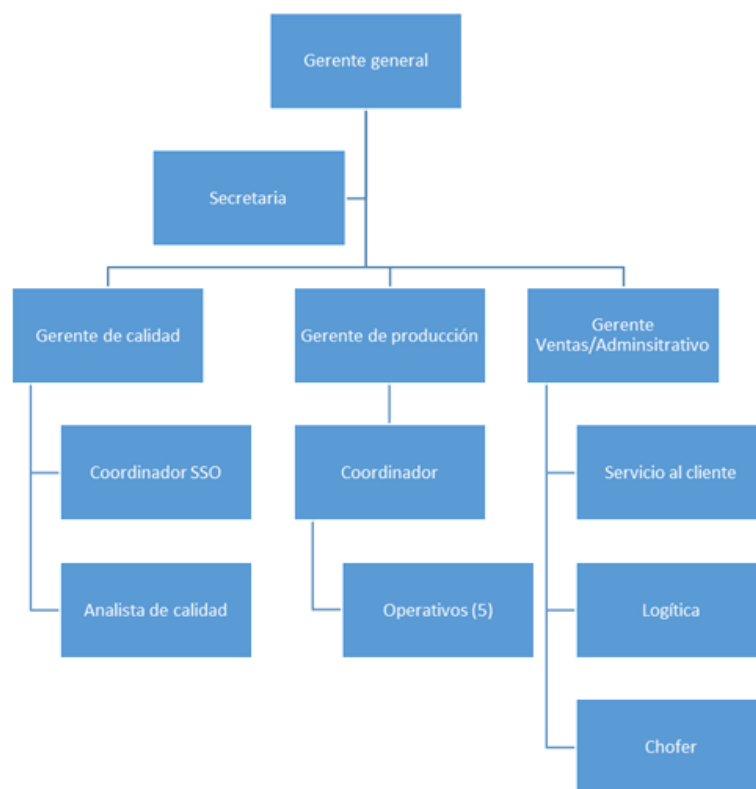 Gerente general
Secretaria
Gerente de calidad
Gerente de producción
Gerente
Ventas/Adminsitrativo
Coordinador SSO
Coordinador
Servicio al cliente
Analista de calidad
Operativos (5)
Logítica
Chofer